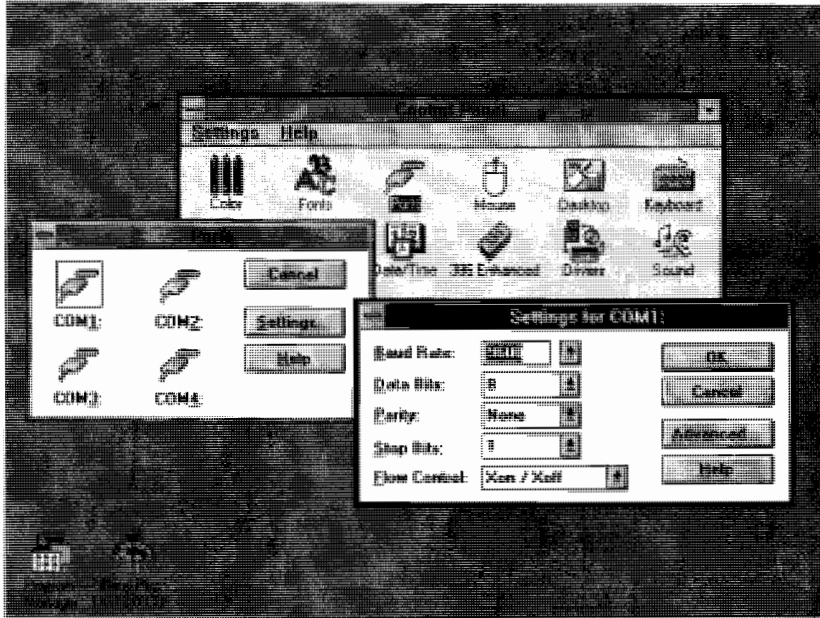 Control Panel
Settings Help
Color Fonts Ports Mouse Desktop Keyboard
Date/Time 386 Enhanced Drivers Sound
Ports
COM1: COM2: Cancel
Settings...
Help
COM3: COM4:
Settings for COM1:
Baud Rate: OK
Data Bits: 8 Cancel
Parity: None
Advanced...
Stop Bits: 1
Help
Flow Control: Xon / Xoff